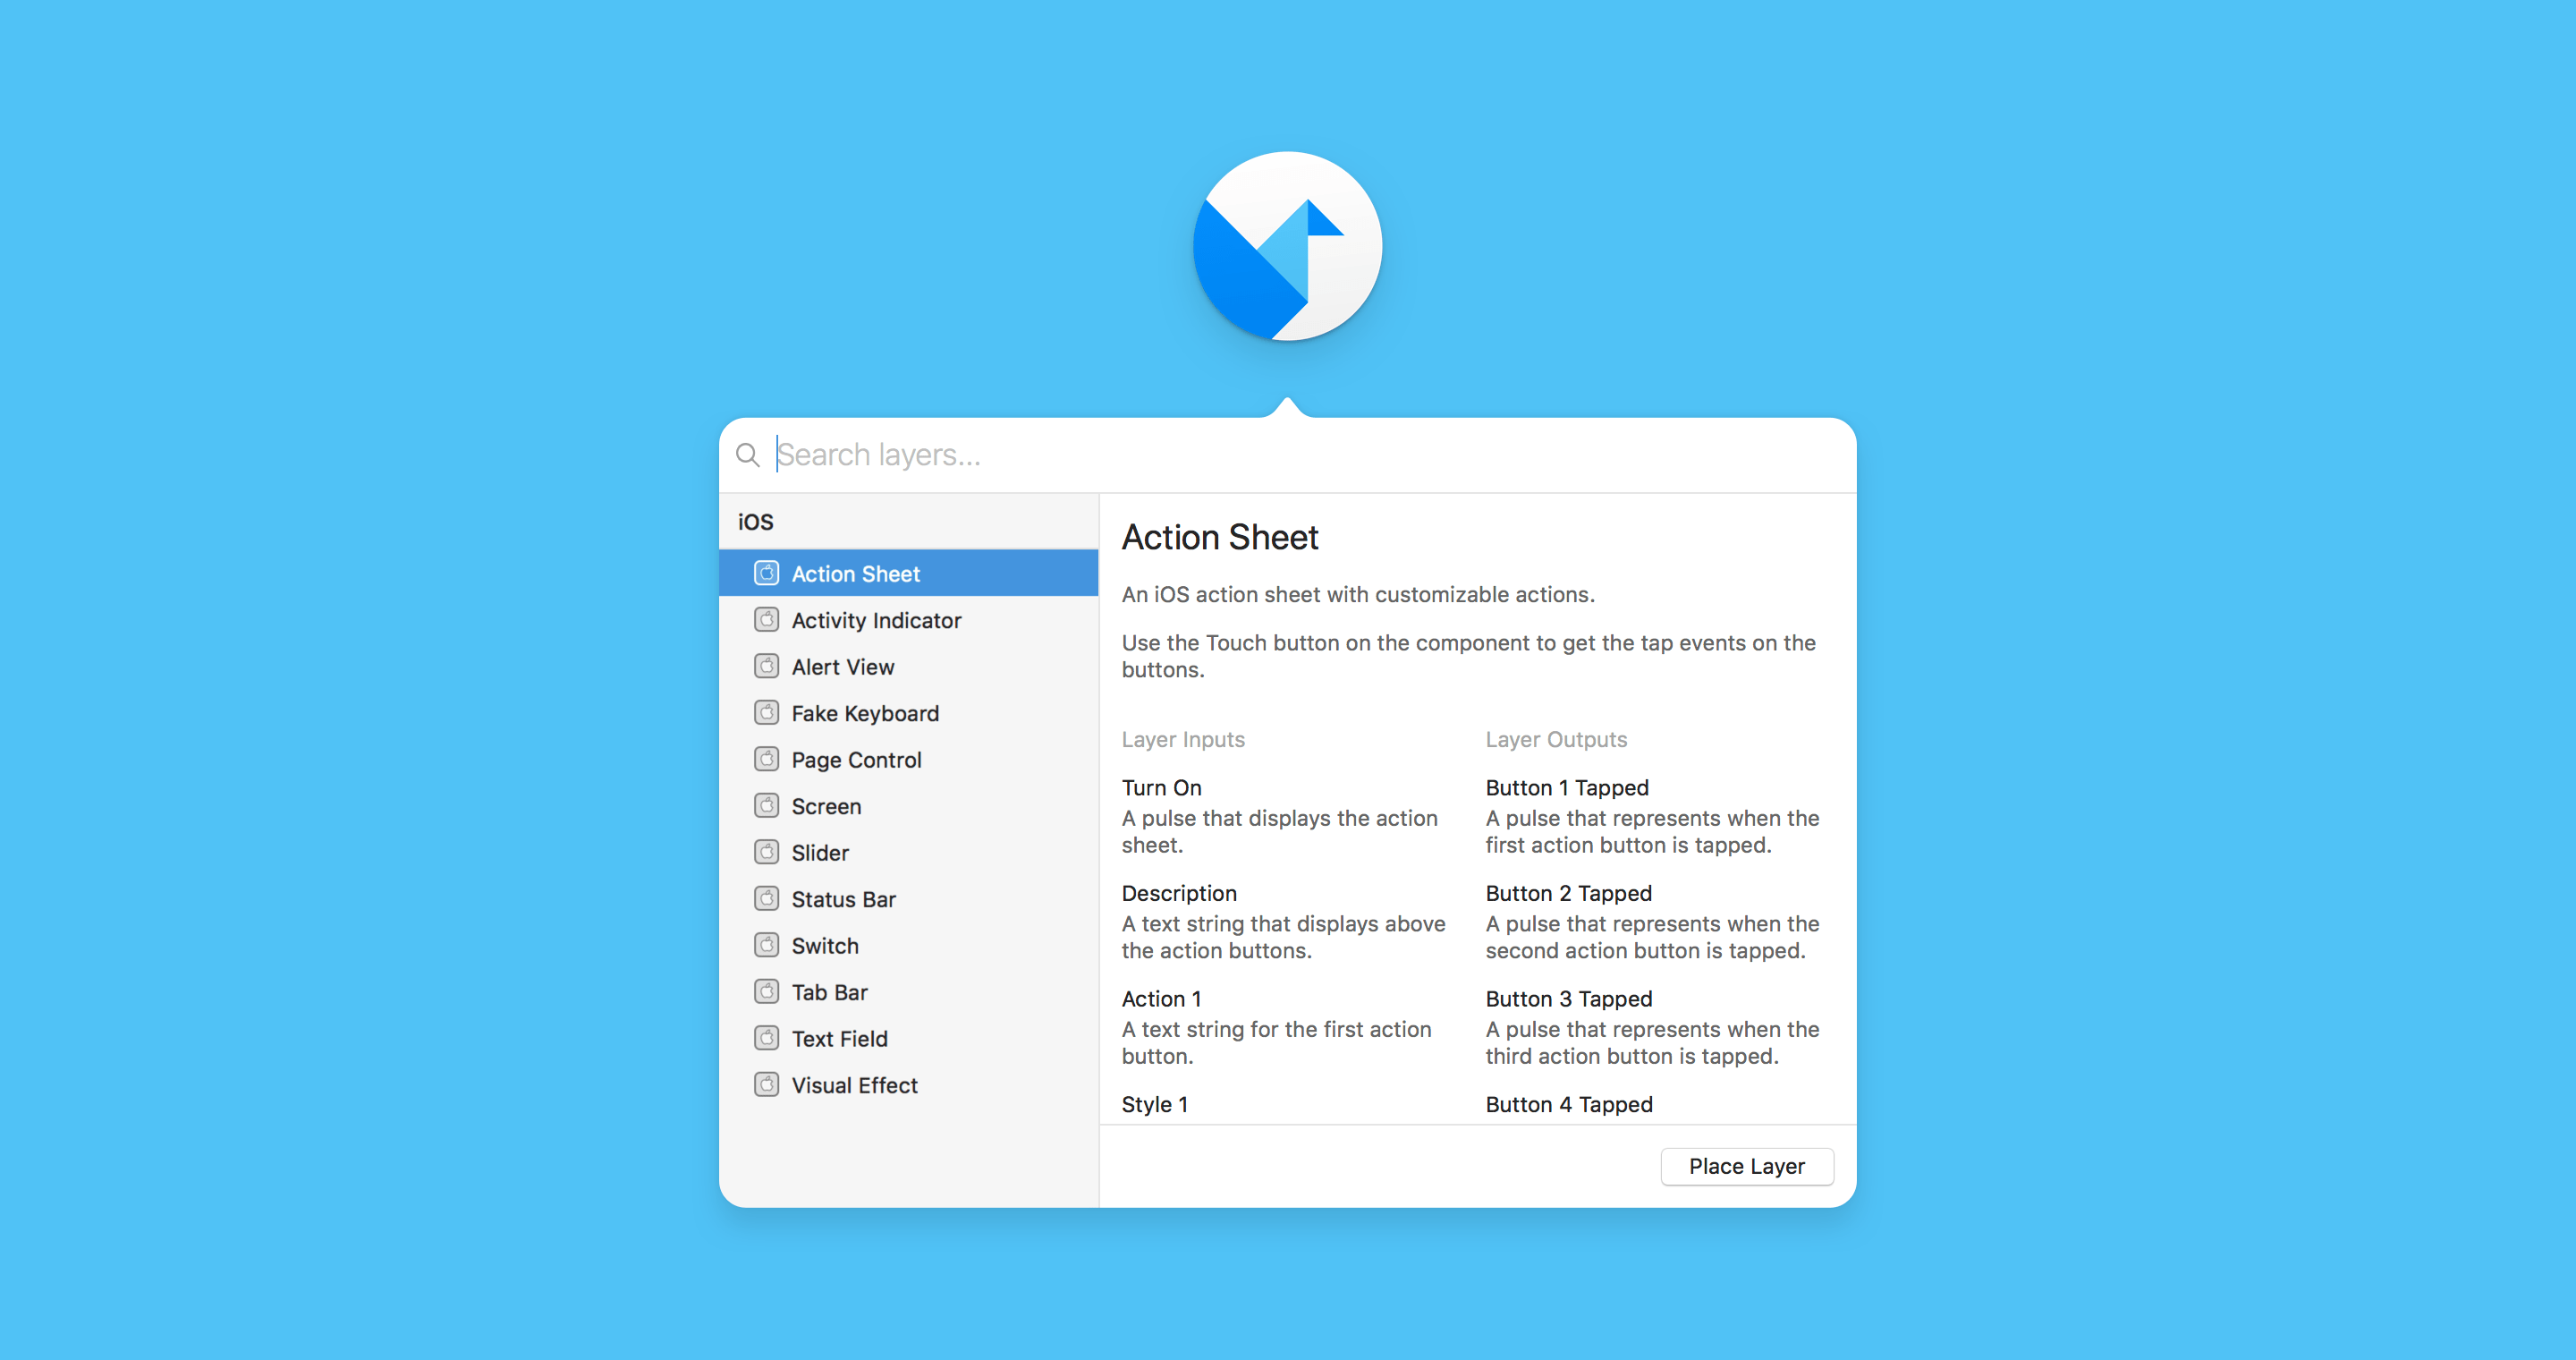 Search layers...
iOS
Action Sheet
Activity Indicator
Alert View
Fake Keyboard
Page Control
Screen
Slider
Status Bar
Switch
Tab Bar
Text Field
Visual Effect
Action Sheet
An iOS action sheet with customizable actions.
Use the Touch button on the component to get the tap events on the
buttons.
Layer Inputs
Turn On
A pulse that displays the action
sheet.
Description
A text string that displays above
the action buttons.
Action 1
A text string for the first action
button.
Style 1
Layer Outputs
Button 1 Tapped
A pulse that represents when the
first action button is tapped.
Button 2 Tapped
A pulse that represents when the
second action button is tapped.
Button 3 Tapped
A pulse that represents when the
third action button is tapped.
Button 4 Tapped
Place Layer